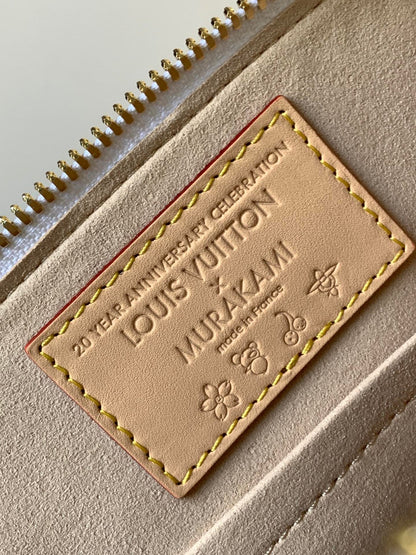 20 YEAR ANNIVERSARY CELEBRATION
LOUIS VUITTON
×
MURAKAMI
made in France